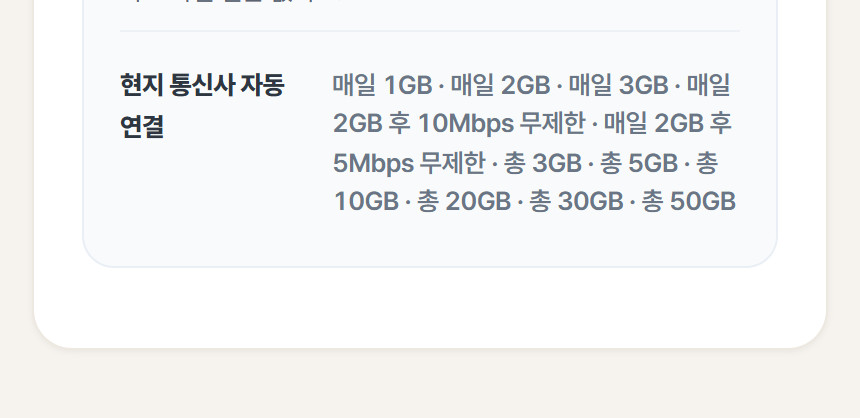 현지 통신사 자동
연결
매일 1GB · 매일 2GB · 매일 3GB · 매일
2GB 후 10Mbps 무제한 · 매일 2GB 후
5Mbps 무제한 · 총 3GB · 총 5GB · 총
10GB · 총 20GB · 총 30GB · 총 50GB